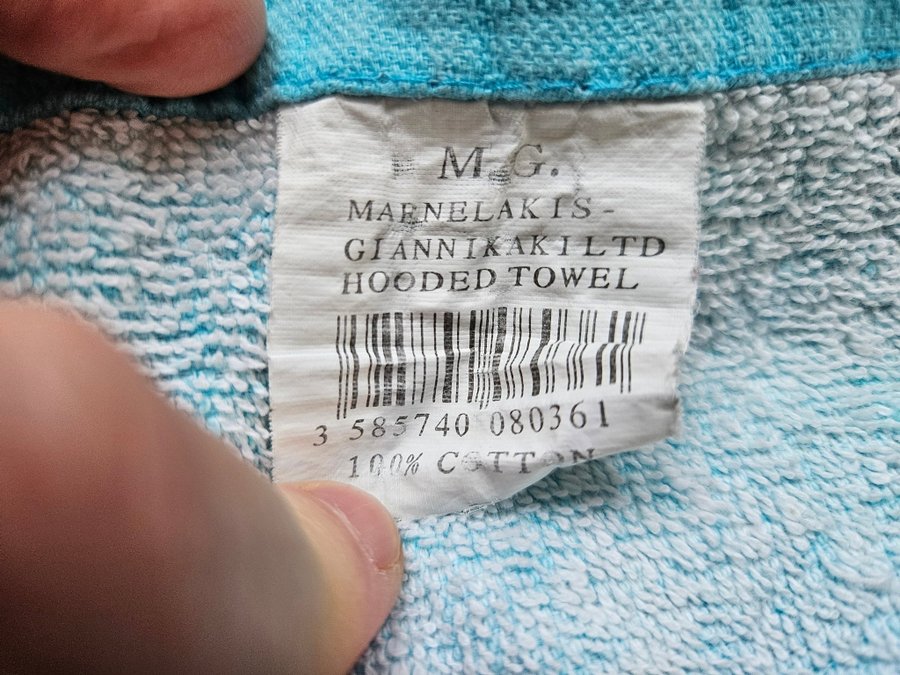 M.G.
MARNELAKIS-
GIANNIKAKI LTD
HOODED TOWEL
3 585740 080361
100% COTTON